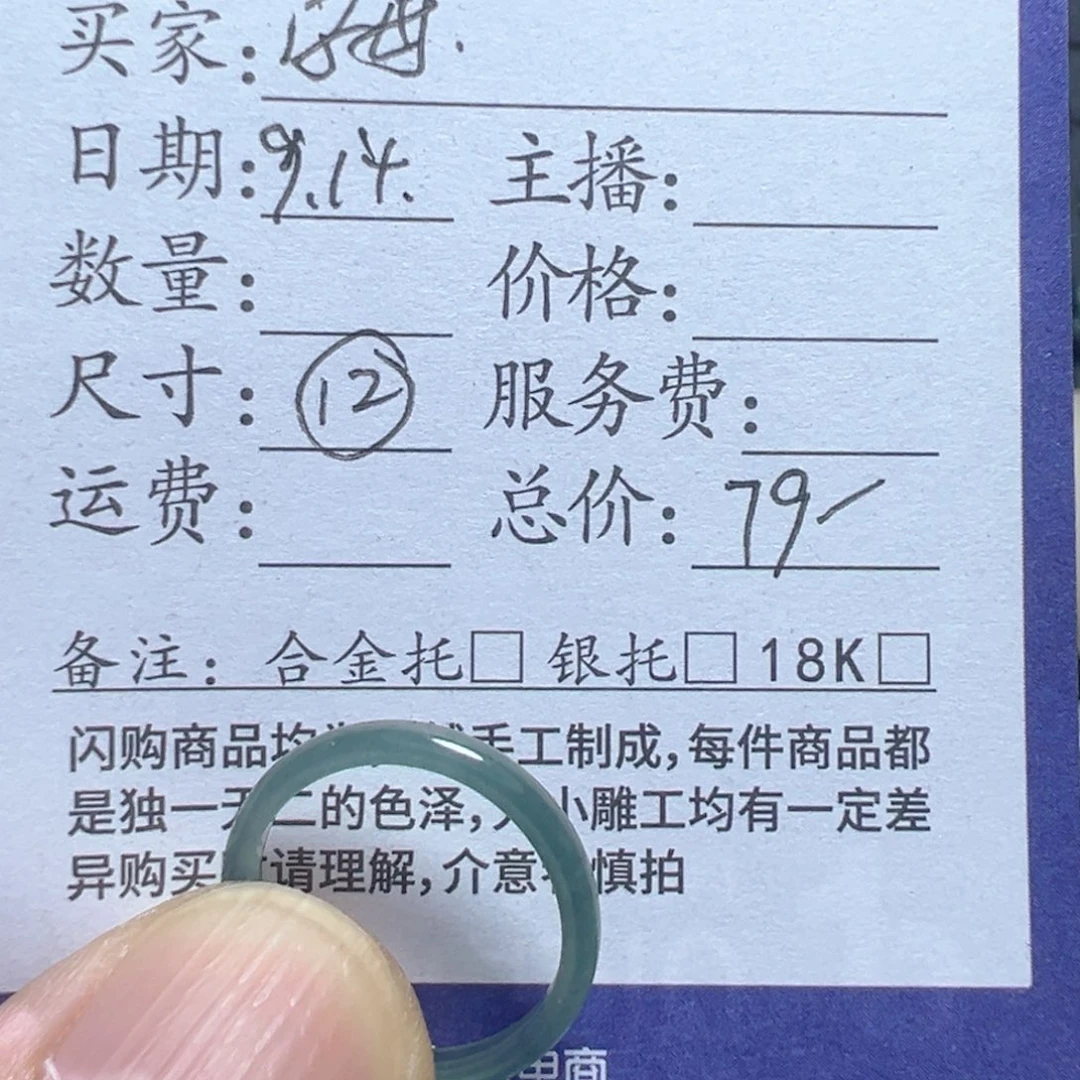 买家: 海.
日期: 9.14. 主播:
数量: 价格:
尺寸: 12 服务费:
运费: 总价: 79/
备注: 合金托□ 银托□ 18K□
闪购商品均 手工制成,每件商品都
是独一无二的色泽, 小雕工均有一定差
异购买 请理解,介意 慎拍
电商